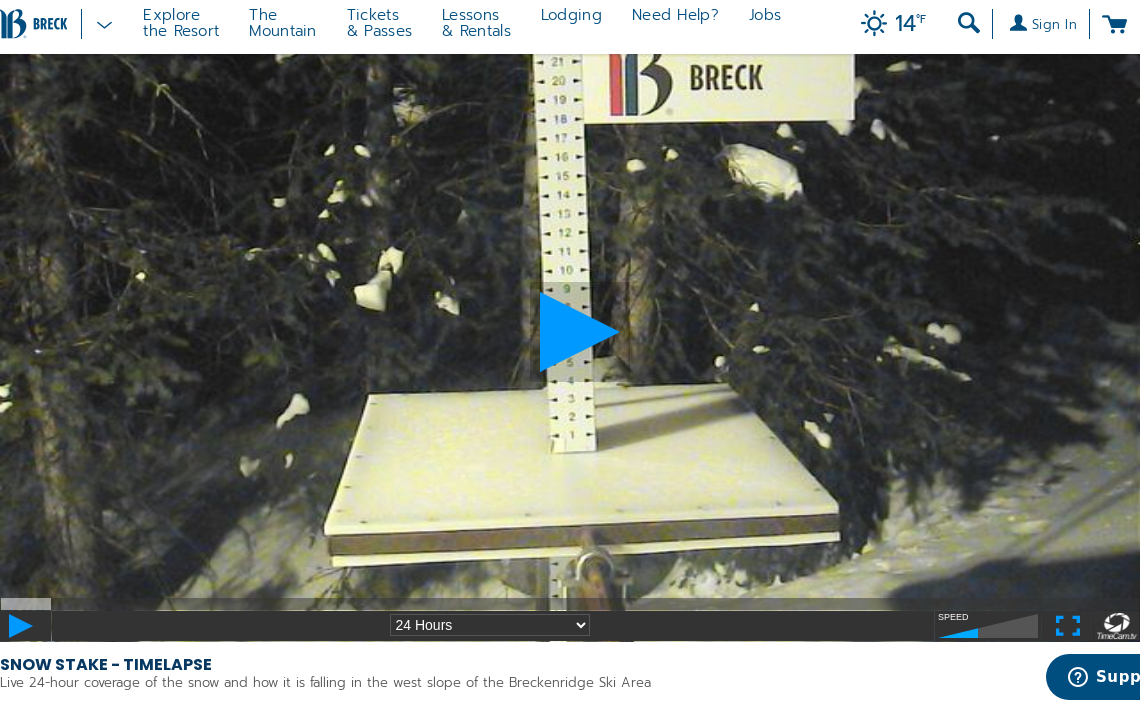 BRECK
Explore
the Resort
The
Mountain
Tickets
& Passes
Lessons
& Rentals
Lodging
Need Help?
Jobs
14°F
Sign In
21
20
19
18
17
16
15
14
13
12
11
10
9
5
4
3
2
1
BRECK
24 Hours
SPEED
TimeCam.tv
SNOW STAKE - TIMELAPSE
Live 24-hour coverage of the snow and how it is falling in the west slope of the Breckenridge Ski Area
Supp